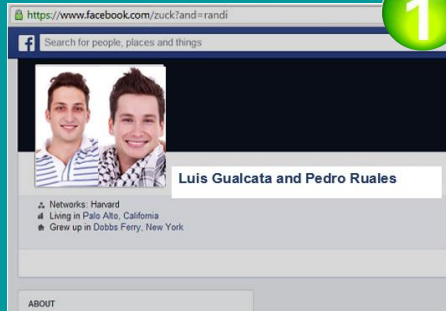 https://www.facebook.com/zuck?and=randi
1
f Search for people, places and things
Luis Gualcata and Pedro Ruales
Networks: Harvard
Living in Palo Alto, California
Grew up in Dobbs Ferry, New York
ABOUT